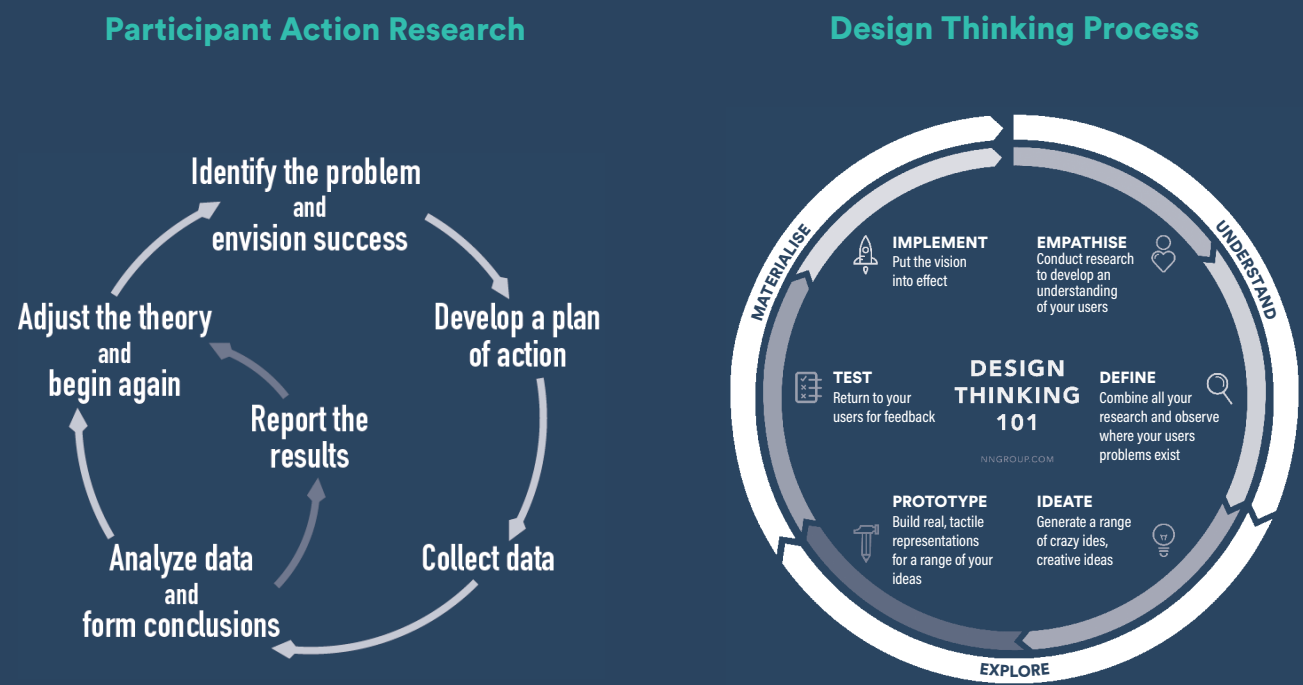 Participant Action Research
Identify the problem
and
envision success
Develop a plan
of action
Collect data
Analyze data
and
form conclusions
Report the
results
Adjust the theory
and
begin again
Design Thinking Process
UNDERSTAND
EXPLORE
MATERIALISE
EMPATHISE
Conduct research
to develop an
understanding
of your users
DEFINE
Combine all your
research and observe
where your users
problems exist
IDEATE
Generate a range
of crazy ides,
creative ideas
PROTOTYPE
Build real, tactile
representations
for a range of your
ideas
TEST
Return to your
users for feedback
IMPLEMENT
Put the vision
into effect
DESIGN
THINKING
101
NNGROUP.COM